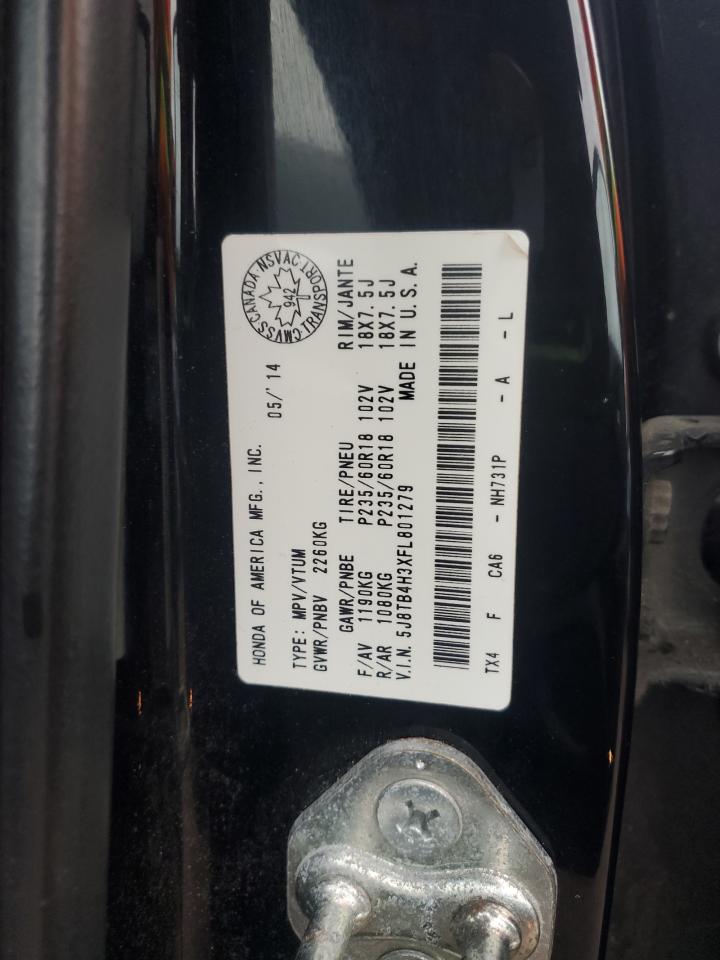 HONDA OF AMERICA MFG., INC. 05/'14
CMVSS CANADA NSVAC
942
TRANSPORT
TYPE: MPV/VTUM
GVWR/PNBV 2260KG
GAWR/PNBE TIRE/PNEU RIM/JANTE
F/AV 1190KG P235/60R18 102V 18X7.5J
R/AR 1080KG P235/60R18 102V 18X7.5J
V.I.N. 5J8TB4H3XFL801279 MADE IN U.S.A.
TX4 F CA6 - NH731P - A - L